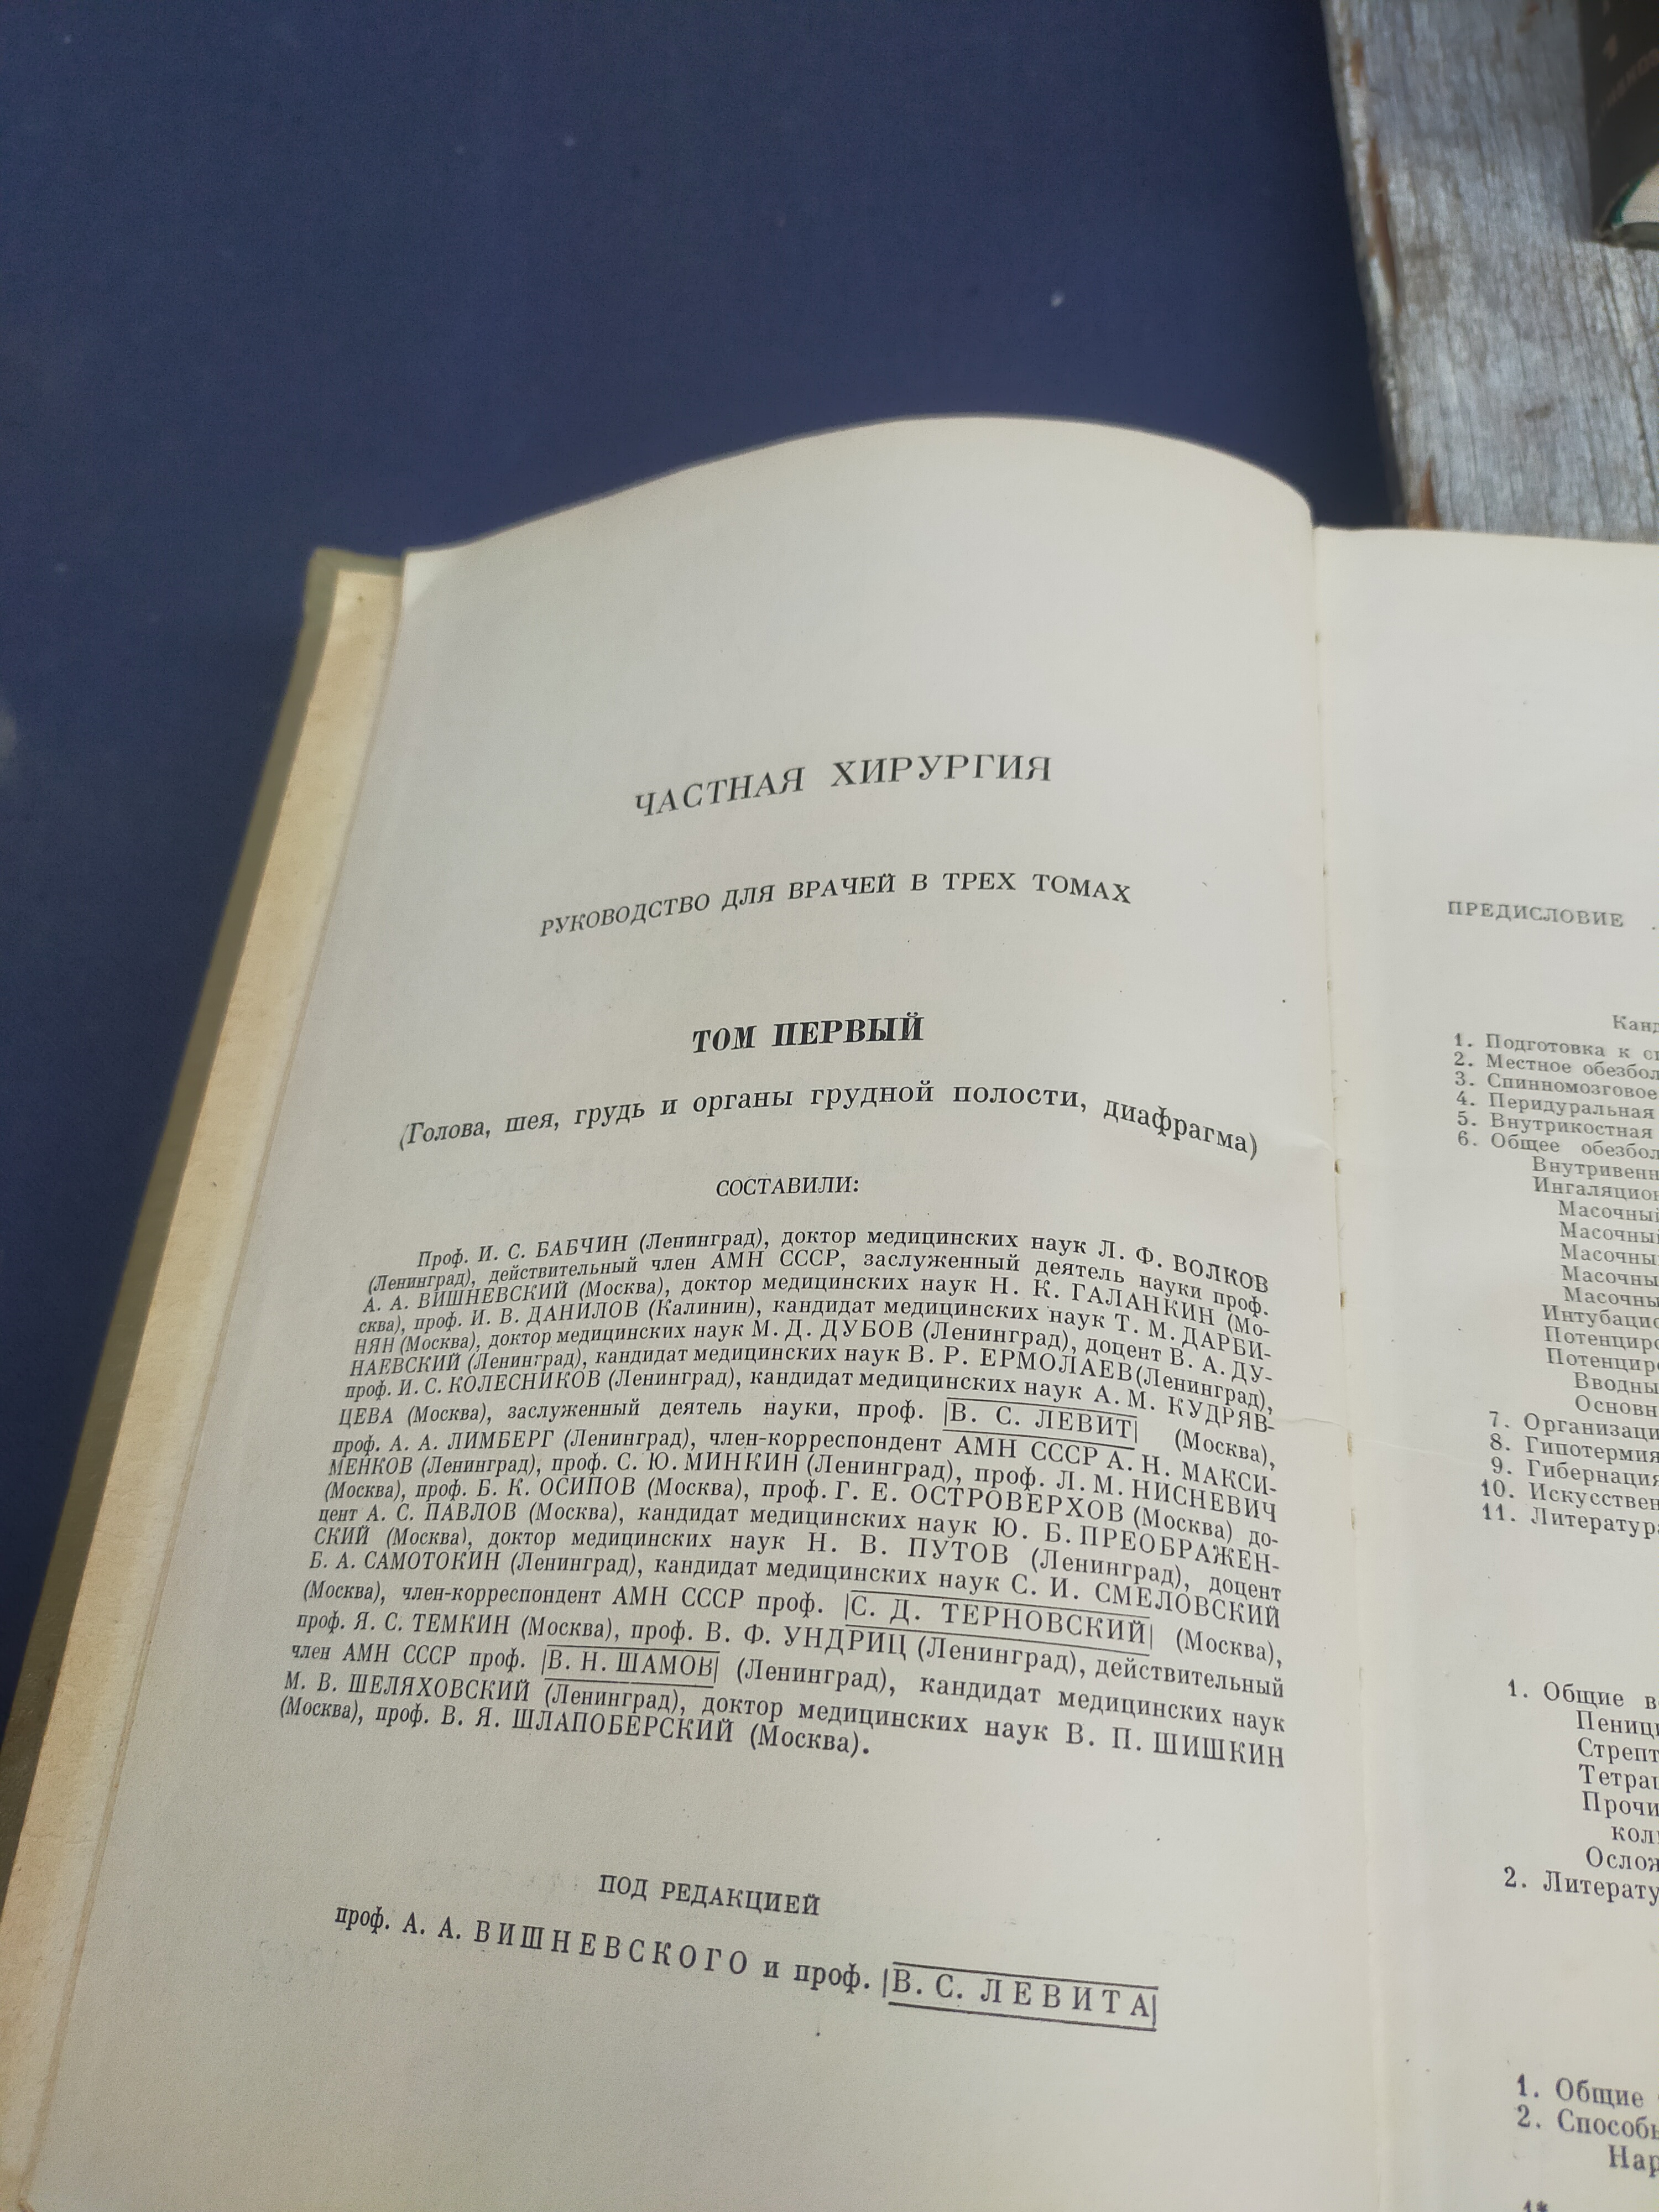 ЧАСТНАЯ ХИРУРГИЯ
РУКОВОДСТВО ДЛЯ ВРАЧЕЙ В ТРЕХ ТОМАХ
ТОМ ПЕРВЫЙ
(Голова, шея, грудь и органы грудной полости, диафрагма)
СОСТАВИЛИ:
Проф. И. С. БАБЧИН (Ленинград), доктор медицинских наук Л. Ф. ВОЛКОВ
(Ленинград), действительный член АМН СССР, заслуженный деятель науки проф.
А. А. ВИШНЕВСКИЙ (Москва), доктор медицинских наук Н. К. ГАЛАНКИН (Мо-
сква), проф. И. В. ДАНИЛОВ (Калинин), кандидат медицинских наук Т. М. ДАРБИ-
НЯН (Москва), доктор медицинских наук М. Д. ДУБОВ (Ленинград), доцент В. А. ДУ-
НАЕВСКИЙ (Ленинград), кандидат медицинских наук В. Р. ЕРМОЛАЕВ(Ленинград),
проф. И. С. КОЛЕСНИКОВ (Ленинград), кандидат медицинских наук А. М. КУДРЯВ-
ЦЕВА (Москва), заслуженный деятель науки, проф. |В. С. ЛЕВИТ| (Москва),
проф. А. А. ЛИМБЕРГ (Ленинград), член-корреспондент АМН СССР А. Н. МАКСИ-
МЕНКОВ (Ленинград), проф. С. Ю. МИНКИН (Ленинград), проф. Л. М. НИСНЕВИЧ
(Москва), проф. Б. К. ОСИПОВ (Москва), проф. Г. Е. ОСТРОВЕРХОВ (Москва) до-
цент А. С. ПАВЛОВ (Москва), кандидат медицинских наук Ю. Б. ПРЕОБРАЖЕН-
СКИЙ (Москва), доктор медицинских наук Н. В. ПУТОВ (Ленинград), доцент
Б. А. САМОТОКИН (Ленинград), кандидат медицинских наук С. И. СМЕЛОВСКИЙ
(Москва), член-корреспондент АМН СССР проф. |С. Д. ТЕРНОВСКИЙ| (Москва),
проф. Я. С. ТЕМКИН (Москва), проф. В. Ф. УНДРИЦ (Ленинград), действительный
член АМН СССР проф. |В. Н. ШАМОВ| (Ленинград), кандидат медицинских наук
М. В. ШЕЛЯХОВСКИЙ (Ленинград), доктор медицинских наук В. П. ШИШКИН
(Москва), проф. В. Я. ШЛАПОБЕРСКИЙ (Москва).
ПОД РЕДАКЦИЕЙ
проф. А. А. ВИШНЕВСКОГО и проф. |В. С. ЛЕВИТА|
ПРЕДИСЛОВИЕ .
Канд
1. Подготовка к
2. Местное обезбол
3. Спинномозговое
4. Перидуральная
5. Внутрикостная
6. Общее обезбол
Внутривенн
Ингаляцион
Масочный
Масочный
Масочны
Масочны
Масочны
Интубацио
Потенциро
Потенциро
Вводны
Основн
7. Организаци
8. Гипотермия
9. Гибернация
10. Искусствен
11. Литература
1. Общие
Пениц
Стрепт
Тетра
Прочи
кол
Ослож
2. Литерату
1. Общие
2. Способ
Нар
1*